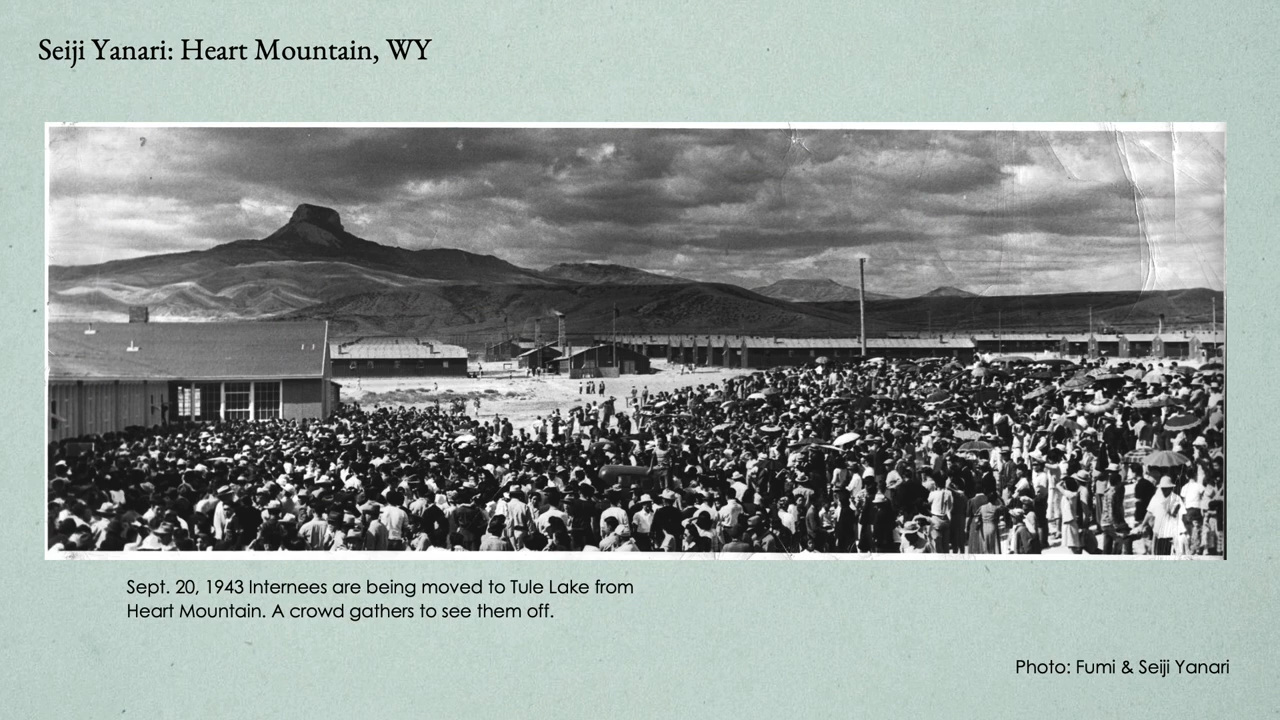 Seiji Yanari: Heart Mountain, WY
Sept. 20, 1943 Internees are being moved to Tule Lake from
Heart Mountain. A crowd gathers to see them off.
Photo: Fumi & Seiji Yanari